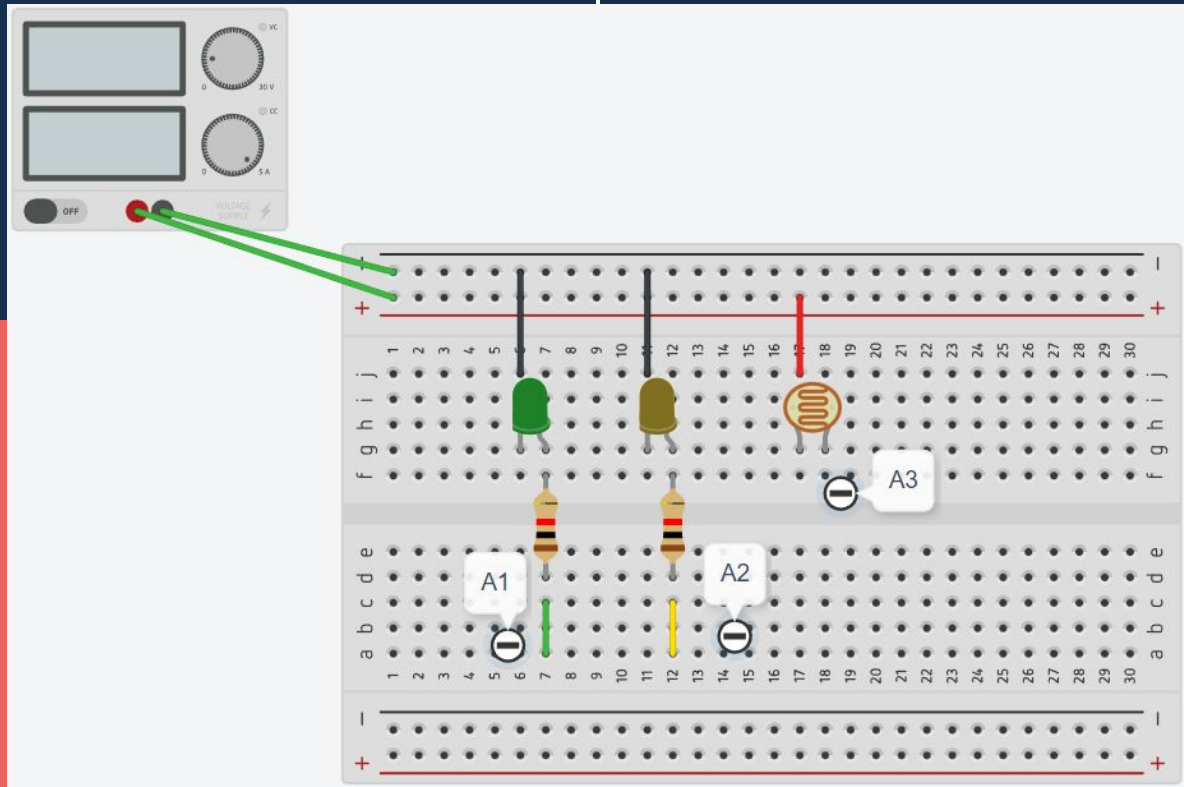 VC
0
30 V
CC
0
5 A
OFF
VOLTAGE
SUPPLY
+ −
+ +
1 2 3 4 5 6 7 8 9 10 11 12 13 14 15 16 17 18 19 20 21 22 23 24 25 26 27 28 29 30
j j
i i
h h
g g
f f
A3
e e
d d
c c
b b
a a
A1
A2
1 2 3 4 5 6 7 8 9 10 11 12 13 14 15 16 17 18 19 20 21 22 23 24 25 26 27 28 29 30
− −
+ +